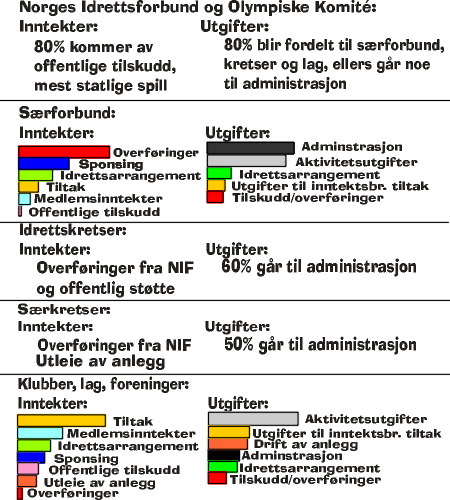 Norges Idrettsforbund og Olympiske Komité:
Inntekter:
80% kommer av
offentlige tilskudd,
mest statlige spill
Utgifter:
80% blir fordelt til særforbund,
kretser og lag, ellers går noe
til administrasjon
Særforbund:
Inntekter:
Overføringer
Sponsing
Idrettsarrangement
Tiltak
Medlemsinntekter
Offentlige tilskudd
Utgifter:
Adminstrasjon
Aktivitetsutgifter
Idrettsarrangement
Utgifter til inntektsbr. tiltak
Tilskudd/overføringer
Idrettskretser:
Inntekter:
Overføringer fra NIF
og offentlig støtte
Utgifter:
60% går til administrasjon
Særkretser:
Inntekter:
Overføringer fra NIF
Utleie av anlegg
Utgifter:
50% går til administrasjon
Klubber, lag, foreninger:
Inntekter:
Tiltak
Medlemsinntekter
Idrettsarrangement
Sponsing
Offentlige tilskudd
Utleie av anlegg
Overføringer
Utgifter:
Aktivitetsutgifter
Utgifter til inntektsbr. tiltak
Drift av anlegg
Adminstrasjon
Idrettsarrangement
Tilskudd/overføringer